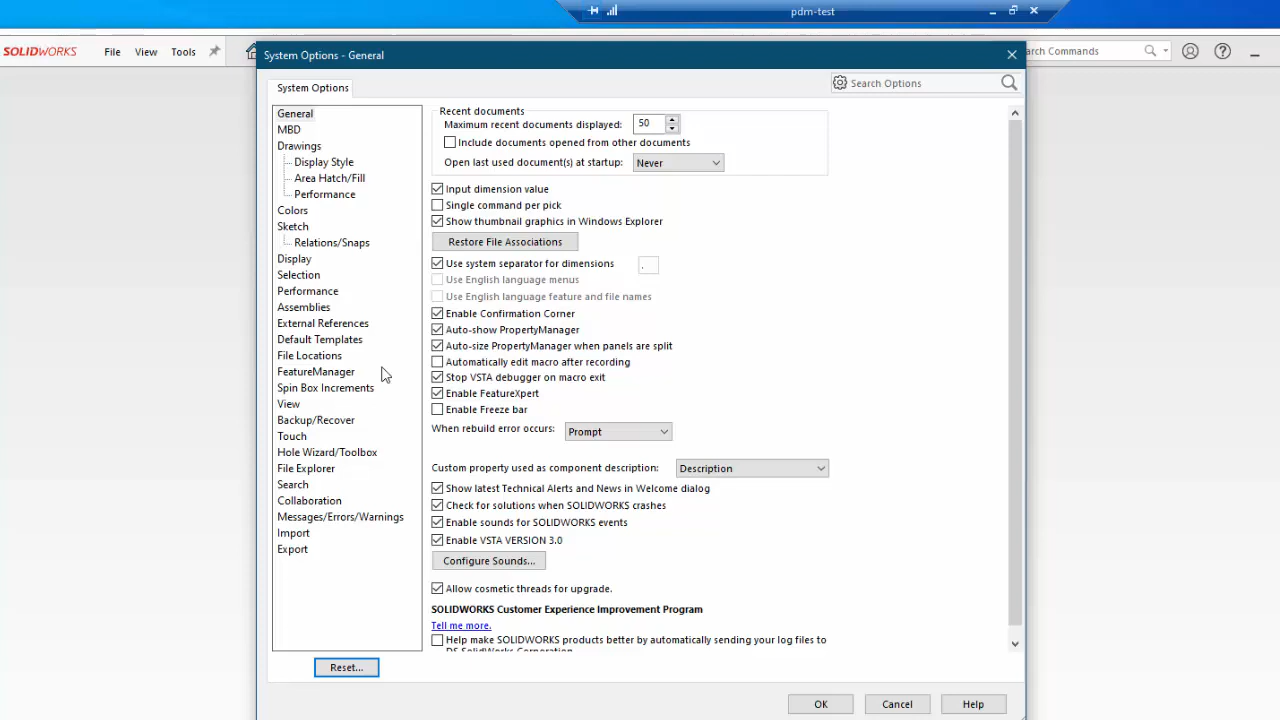 pdm-test
SOLIDWORKS File View Tools
rch Commands
System Options - General
System Options
Search Options
General
MBD
Drawings
Display Style
Area Hatch/Fill
Performance
Colors
Sketch
Relations/Snaps
Display
Selection
Performance
Assemblies
External References
Default Templates
File Locations
FeatureManager
Spin Box Increments
View
Backup/Recover
Touch
Hole Wizard/Toolbox
File Explorer
Search
Collaboration
Messages/Errors/Warnings
Import
Export
Reset...
Recent documents
Maximum recent documents displayed: 50
Include documents opened from other documents
Open last used document(s) at startup: Never
Input dimension value
Single command per pick
Show thumbnail graphics in Windows Explorer
Restore File Associations
Use system separator for dimensions .
Use English language menus
Use English language feature and file names
Enable Confirmation Corner
Auto-show PropertyManager
Auto-size PropertyManager when panels are split
Automatically edit macro after recording
Stop VSTA debugger on macro exit
Enable FeatureXpert
Enable Freeze bar
When rebuild error occurs: Prompt
Custom property used as component description: Description
Show latest Technical Alerts and News in Welcome dialog
Check for solutions when SOLIDWORKS crashes
Enable sounds for SOLIDWORKS events
Enable VSTA VERSION 3.0
Configure Sounds...
Allow cosmetic threads for upgrade.
SOLIDWORKS Customer Experience Improvement Program
Tell me more.
Help make SOLIDWORKS products better by automatically sending your log files to
DS SolidWorks Corporation
OK Cancel Help